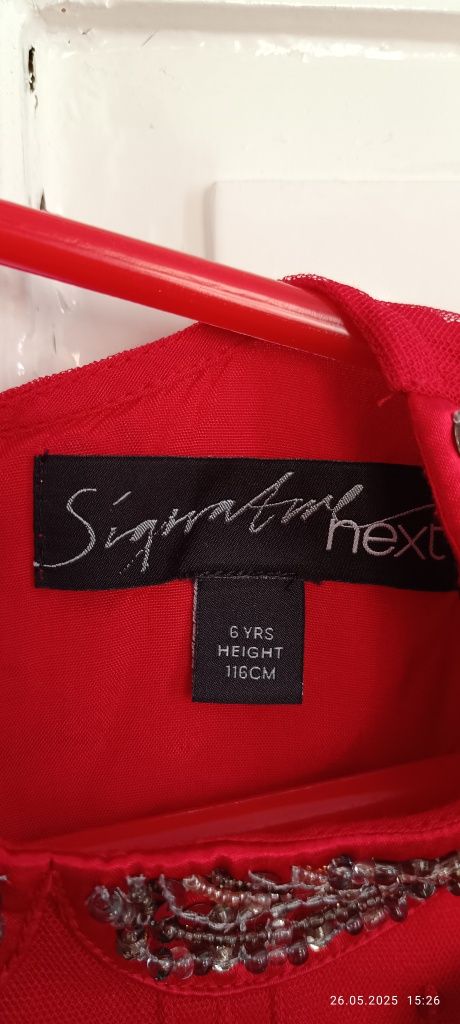 Signature
next
6 YRS
HEIGHT
116CM
26.05.2025 15:26